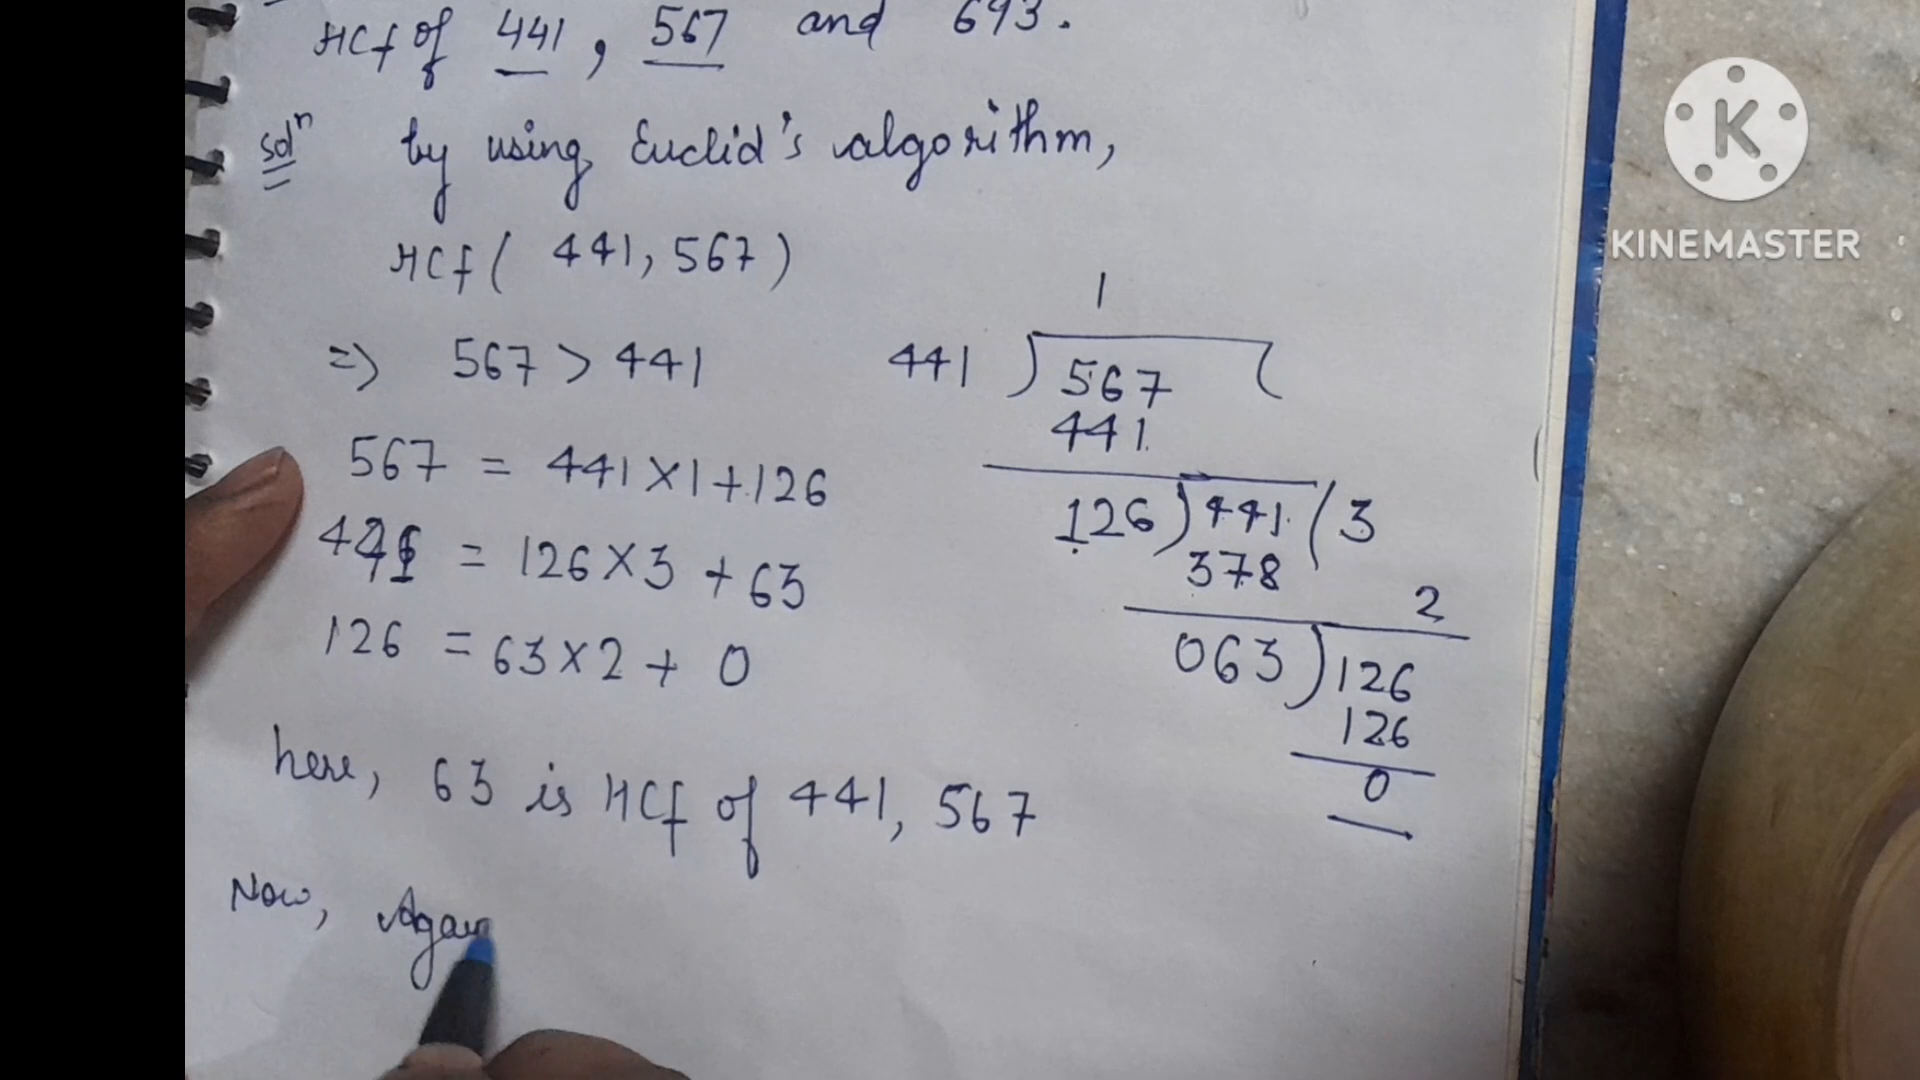 HCf of 441, 567 and 693.
Solⁿ by using Euclid's algorithm,
HCf( 441, 567)
=> 567 > 441
567 = 441 × 1 + 126
441 = 126 × 3 + 63
126 = 63 × 2 + 0
here, 63 is HCf of 441, 567
Now, Again
1
441 ) 567 (
441
126 ) 441 ( 3
378
2
063 ) 126
126
0
K
KINEMASTER